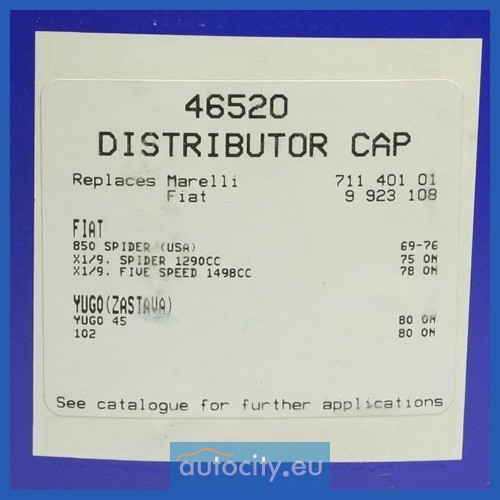 46520
DISTRIBUTOR CAP
Replaces Marelli 711 401 01
Fiat 9 923 108
FIAT
850 SPIDER (USA) 69-76
X1/9. SPIDER 1290CC 75 ON
X1/9. FIVE SPEED 1498CC 78 ON
YUGO(ZASTAVA)
YUGO 45 80 ON
102 80 ON
See catalogue for further applications
autocity.eu